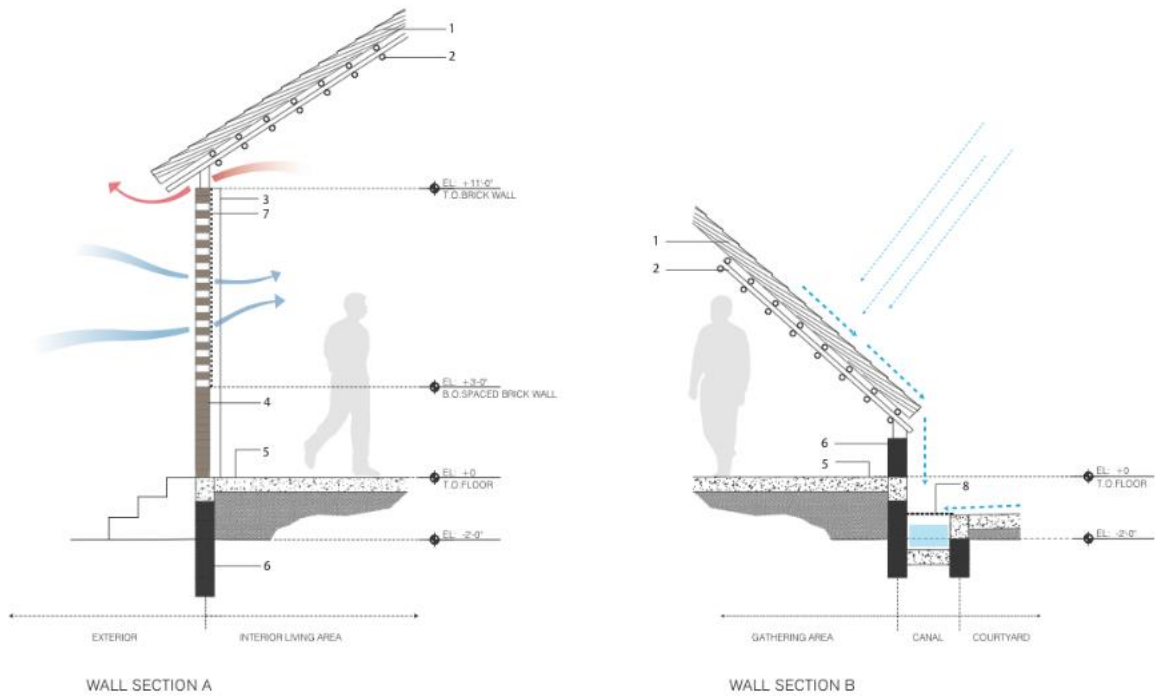 1
2
3
7
EL: +11'-0"
T.O.BRICK WALL
EL: +3'-0"
B.O.SPACED BRICK WALL
4
5
EL: +0
T.O.FLOOR
EL: -2'-0"
6
EXTERIOR
INTERIOR LIVING AREA
WALL SECTION A
1
2
6
5
8
EL: +0
T.O.FLOOR
EL: -2'-0"
GATHERING AREA
CANAL
COURTYARD
WALL SECTION B